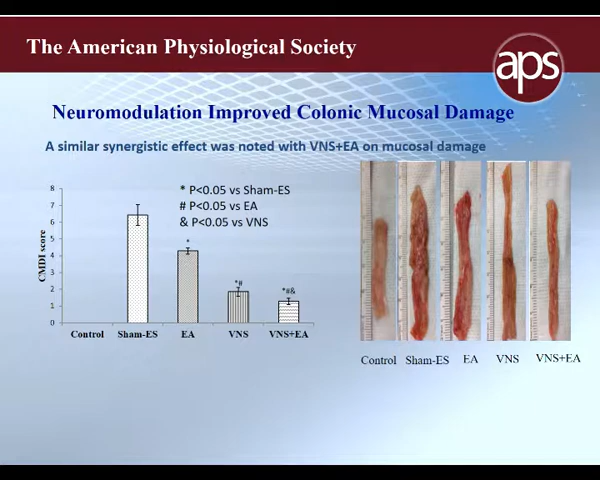 The American Physiological Society
aps
Neuromodulation Improved Colonic Mucosal Damage
A similar synergistic effect was noted with VNS+EA on mucosal damage
* P<0.05 vs Sham-ES
# P<0.05 vs EA
& P<0.05 vs VNS
CMDI score
8
7
6
5
4
3
2
1
0
*
*#
*#&
Control Sham-ES EA VNS VNS+EA
Control Sham-ES EA VNS VNS+EA